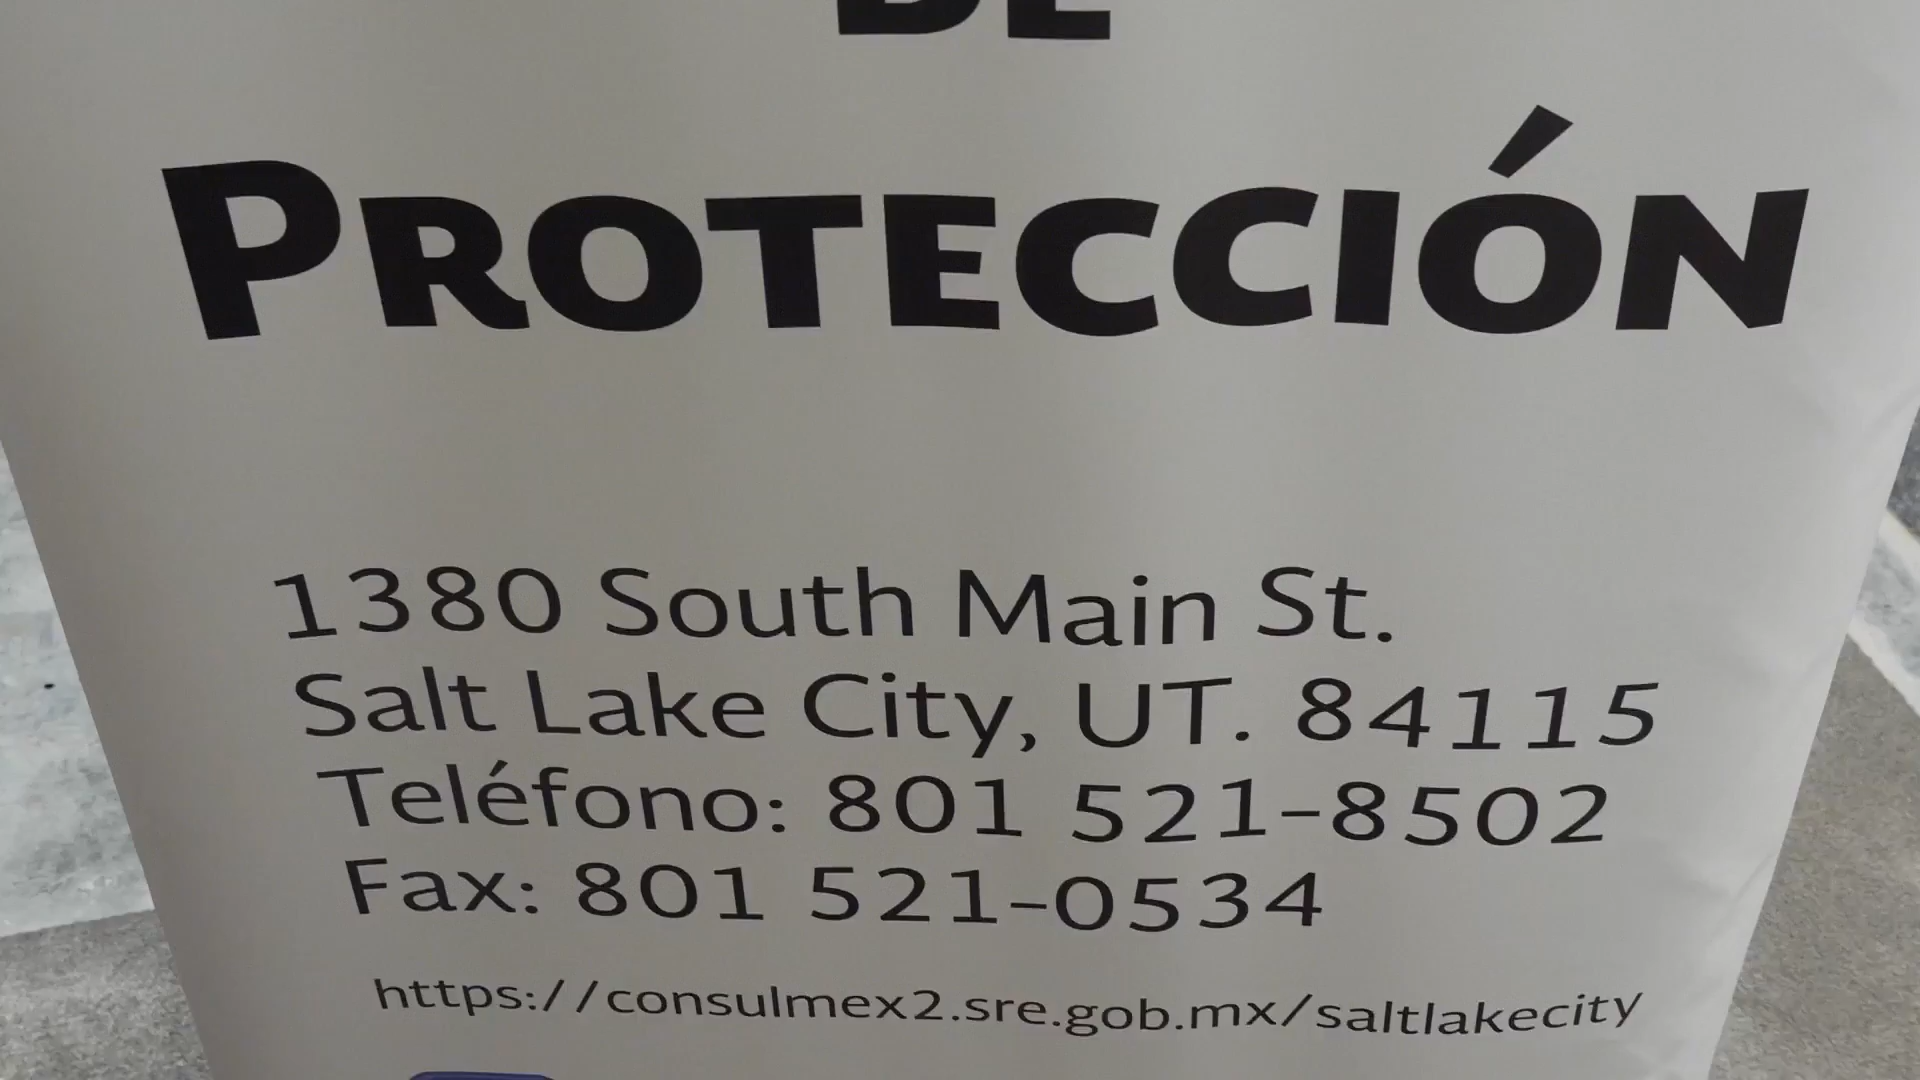 DE
PROTECCIÓN
1380 South Main St.
Salt Lake City, UT. 84115
Teléfono: 801 521-8502
Fax: 801 521-0534
https://consulmex2.sre.gob.mx/saltlakecity